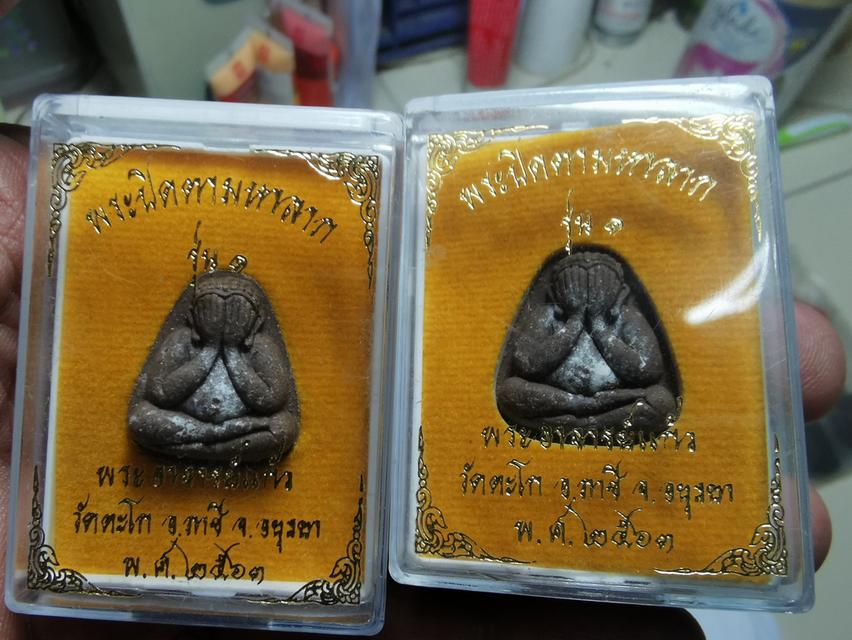 พระปิดตามหาลาภ
รุ่น ๑
พระอาจารย์แก้ว
วัดตะโก อ.ภาชี จ.อยุธยา
พ.ศ.๒๕๖๓
พระปิดตามหาลาภ
รุ่น ๑
พระอาจารย์แก้ว
วัดตะโก อ.ภาชี จ.อยุธยา
พ.ศ.๒๕๖๓